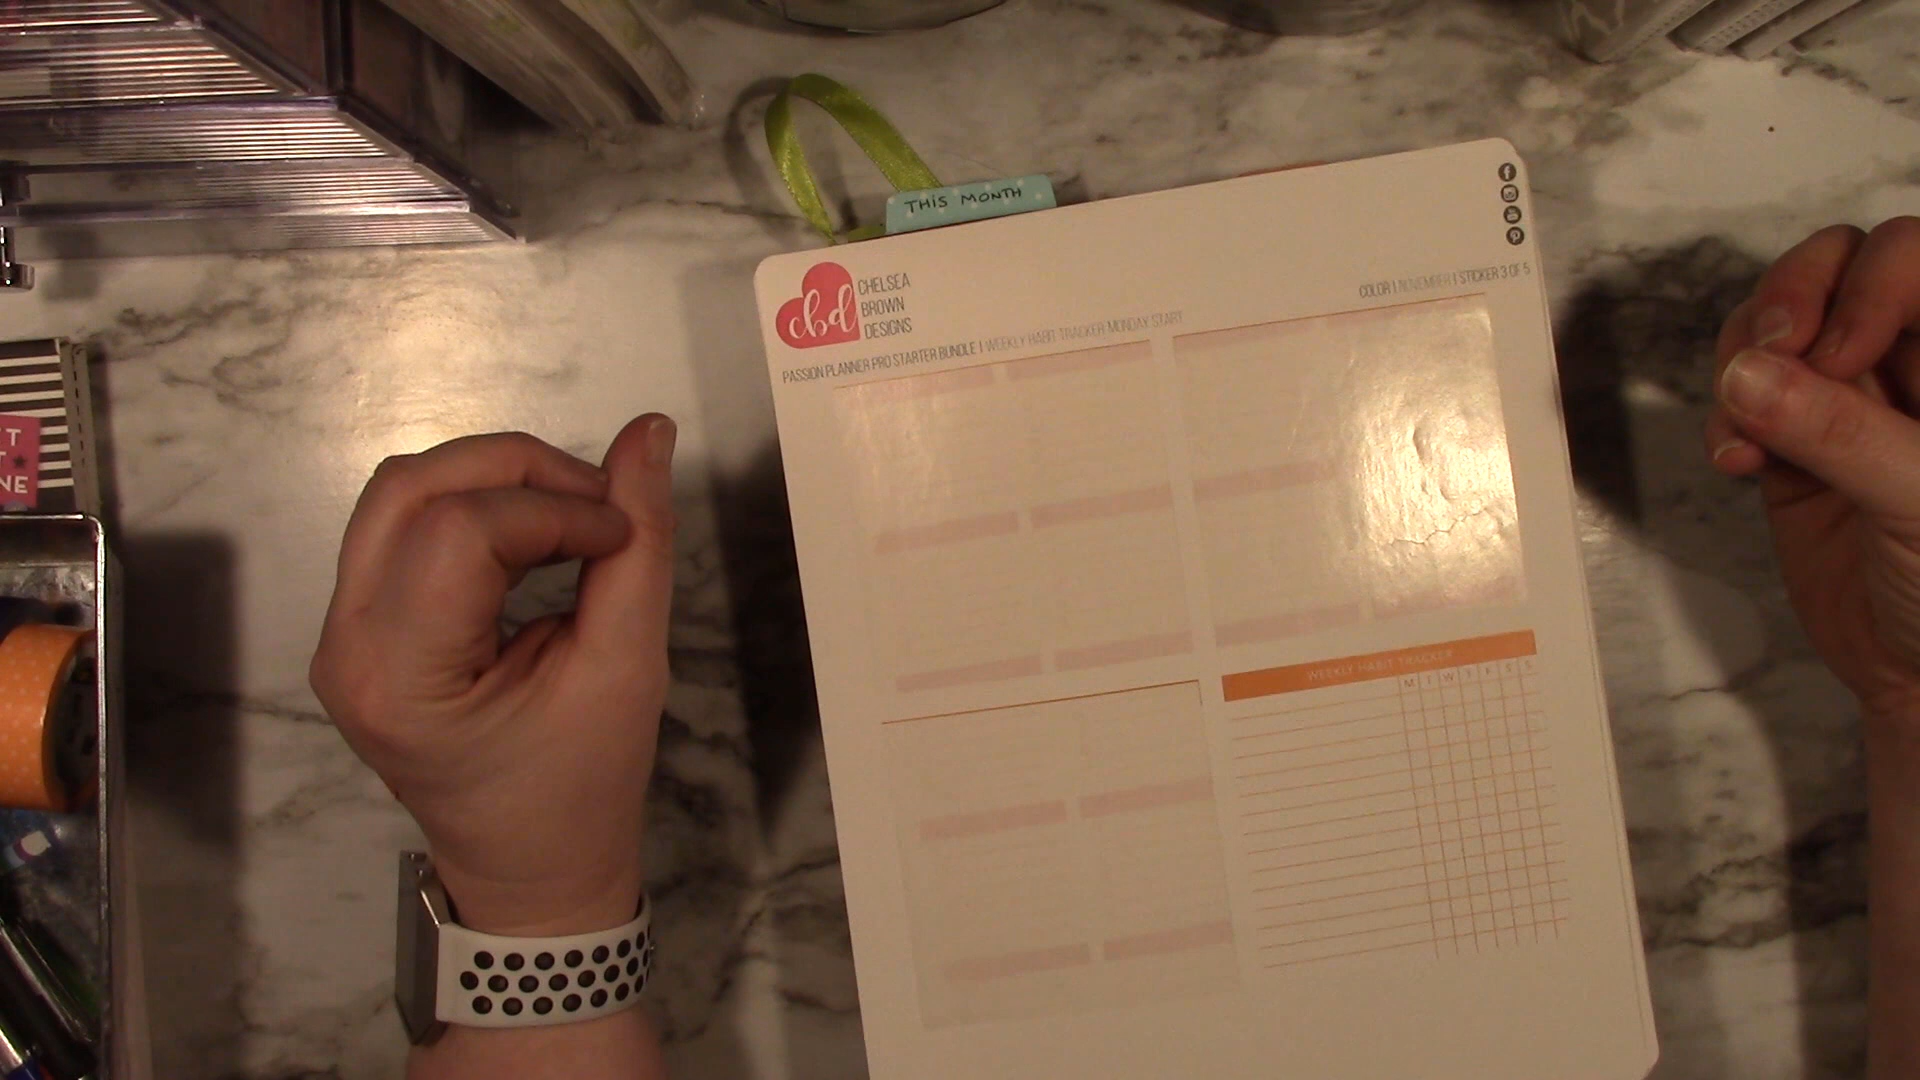 THIS MONTH
cbd
CHELSEA
BROWN
DESIGNS
COLOR | NOVEMBER | STICKER 3 OF 5
PASSION PLANNER PRO STARTER BUNDLE | WEEKLY HABIT TRACKER MONDAY START
WEEKLY HABIT TRACKER
M T W T F S S
NE